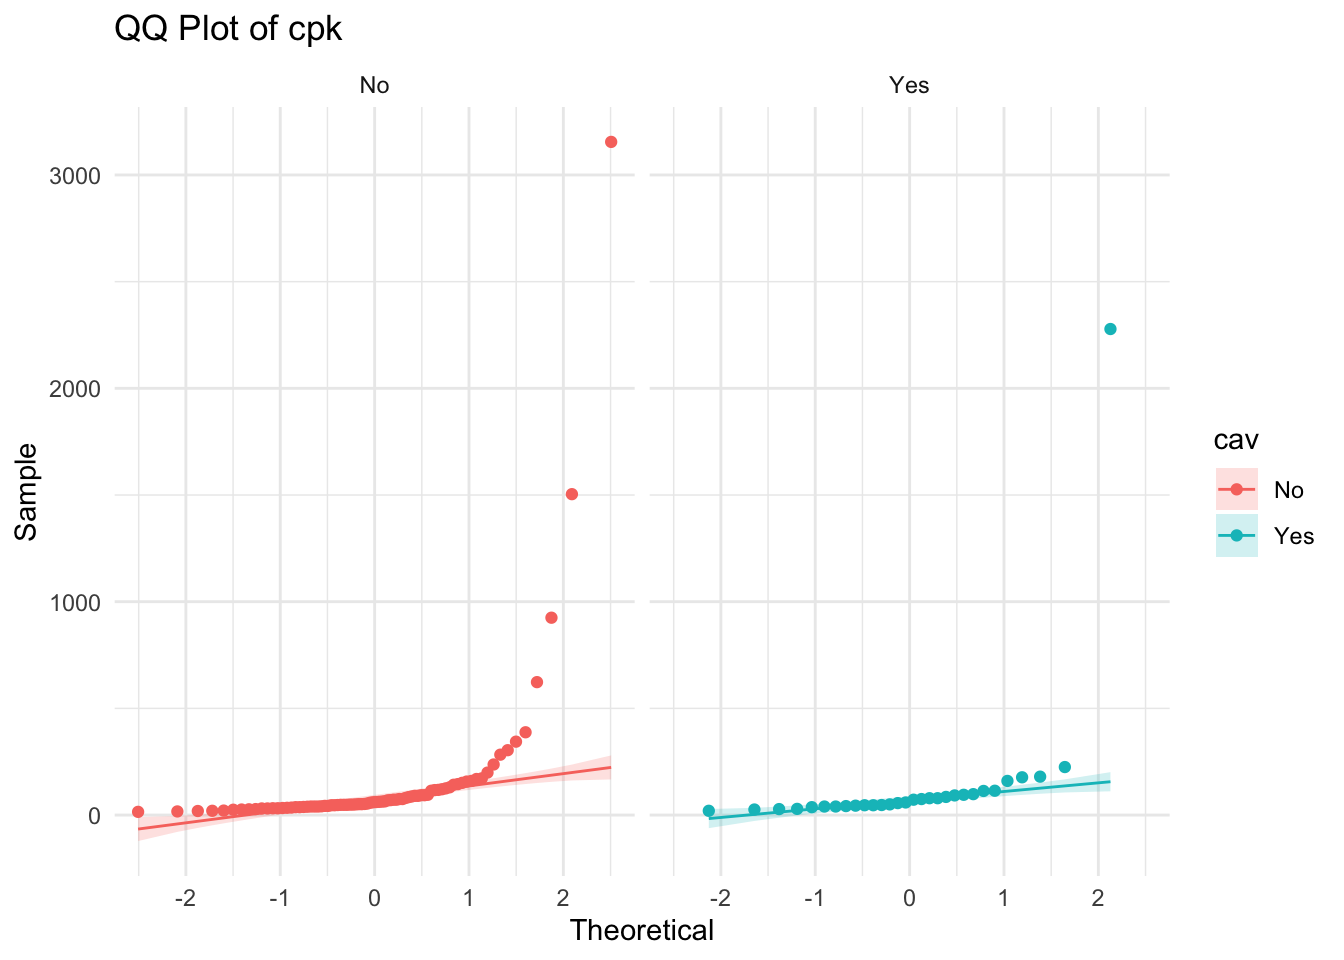 QQ Plot of cpk
No Yes
3000
2000
1000
0
Sample
-2 -1 0 1 2 -2 -1 0 1 2
Theoretical
cav
No
Yes